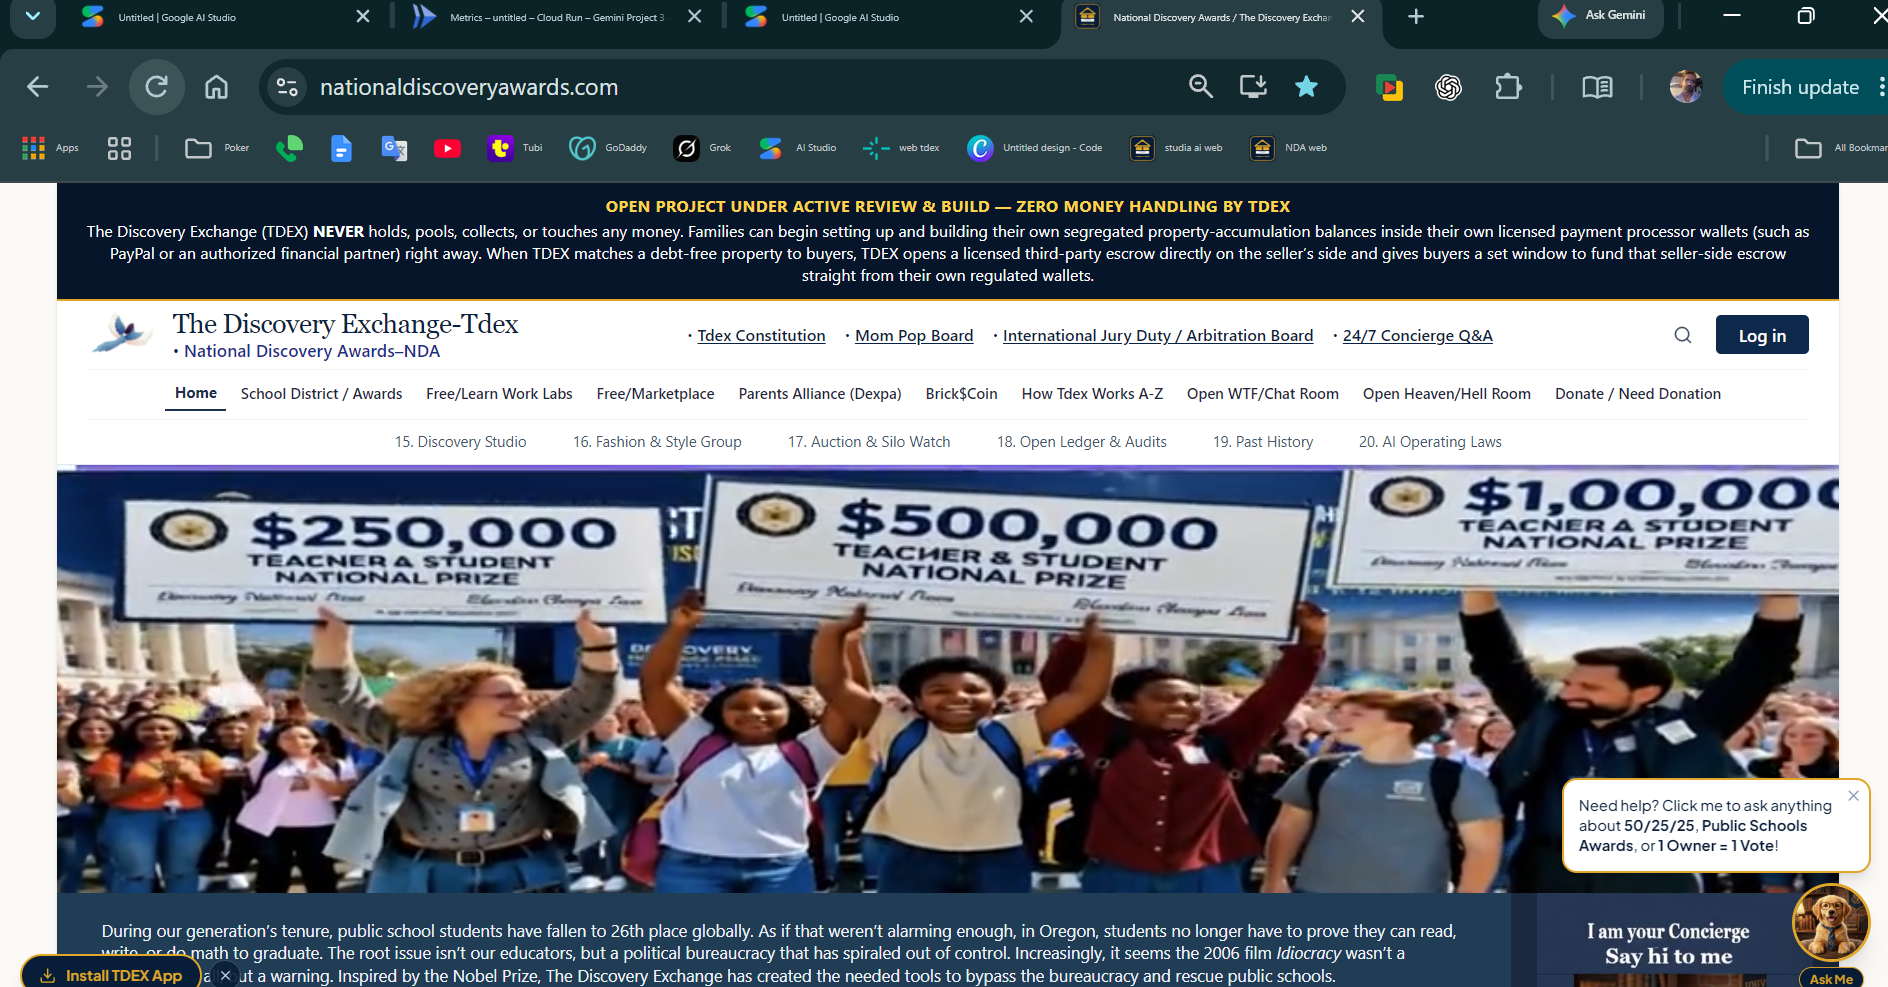 Untitled | Google AI Studio
Metrics – untitled – Cloud Run – Gemini Project 3
Untitled | Google AI Studio
National Discovery Awards / The Discovery Exchan
Ask Gemini
nationaldiscoveryawards.com
Finish update
Apps
Poker
Tubi
GoDaddy
Grok
AI Studio
web tdex
Untitled design - Code
studia ai web
NDA web
All Bookmar
OPEN PROJECT UNDER ACTIVE REVIEW & BUILD — ZERO MONEY HANDLING BY TDEX
The Discovery Exchange (TDEX) NEVER holds, pools, collects, or touches any money. Families can begin setting up and building their own segregated property-accumulation balances inside their own licensed payment processor wallets (such as
PayPal or an authorized financial partner) right away. When TDEX matches a debt-free property to buyers, TDEX opens a licensed third-party escrow directly on the seller's side and gives buyers a set window to fund that seller-side escrow
straight from their own regulated wallets.
The Discovery Exchange-Tdex
• National Discovery Awards–NDA
• Tdex Constitution
• Mom Pop Board
• International Jury Duty / Arbitration Board
• 24/7 Concierge Q&A
Log in
Home
School District / Awards
Free/Learn Work Labs
Free/Marketplace
Parents Alliance (Dexpa)
Brick$Coin
How Tdex Works A-Z
Open WTF/Chat Room
Open Heaven/Hell Room
Donate / Need Donation
15. Discovery Studio
16. Fashion & Style Group
17. Auction & Silo Watch
18. Open Ledger & Audits
19. Past History
20. AI Operating Laws
$250,000
TEACNER & STUDENT
NATIONAL PRIZE
$500,000
TEACHER & STUDENT
NATIONAL PRIZE
$1,00,000
TEACNER & STUDENT
NATIONAL PRIZE
Need help? Click me to ask anything
about 50/25/25, Public Schools
Awards, or 1 Owner = 1 Vote!
During our generation's tenure, public school students have fallen to 26th place globally. As if that weren't alarming enough, in Oregon, students no longer have to prove they can read,
write, or do math to graduate. The root issue isn't our educators, but a political bureaucracy that has spiraled out of control. Increasingly, it seems the 2006 film Idiocracy wasn't a
ut a warning. Inspired by the Nobel Prize, The Discovery Exchange has created the needed tools to bypass the bureaucracy and rescue public schools.
Install TDEX App
I am your Concierge
Say hi to me
Ask Me